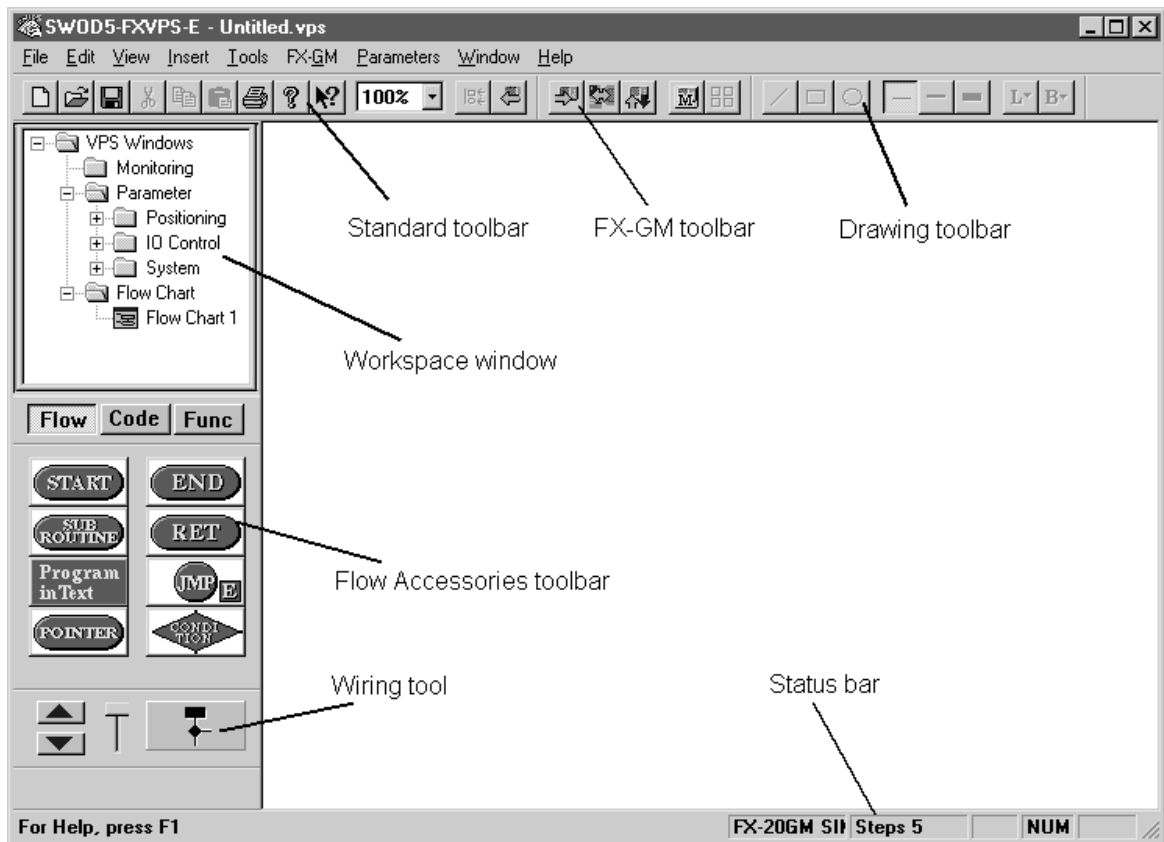 SW0D5-FXVPS-E - Untitled.vps
File Edit View Insert Tools FX-GM Parameters Window Help
100%
M
L B
VPS Windows
Monitoring
Parameter
Positioning
IO Control
System
Flow Chart
Flow Chart 1
Standard toolbar
FX-GM toolbar
Drawing toolbar
Workspace window
Flow Code Func
START
END
SUB
ROUTINE
RET
Program
in Text
JMP
E
POINTER
CONDI
TION
Flow Accessories toolbar
Wiring tool
Status bar
For Help, press F1
FX-20GM SI
Steps 5
NUM